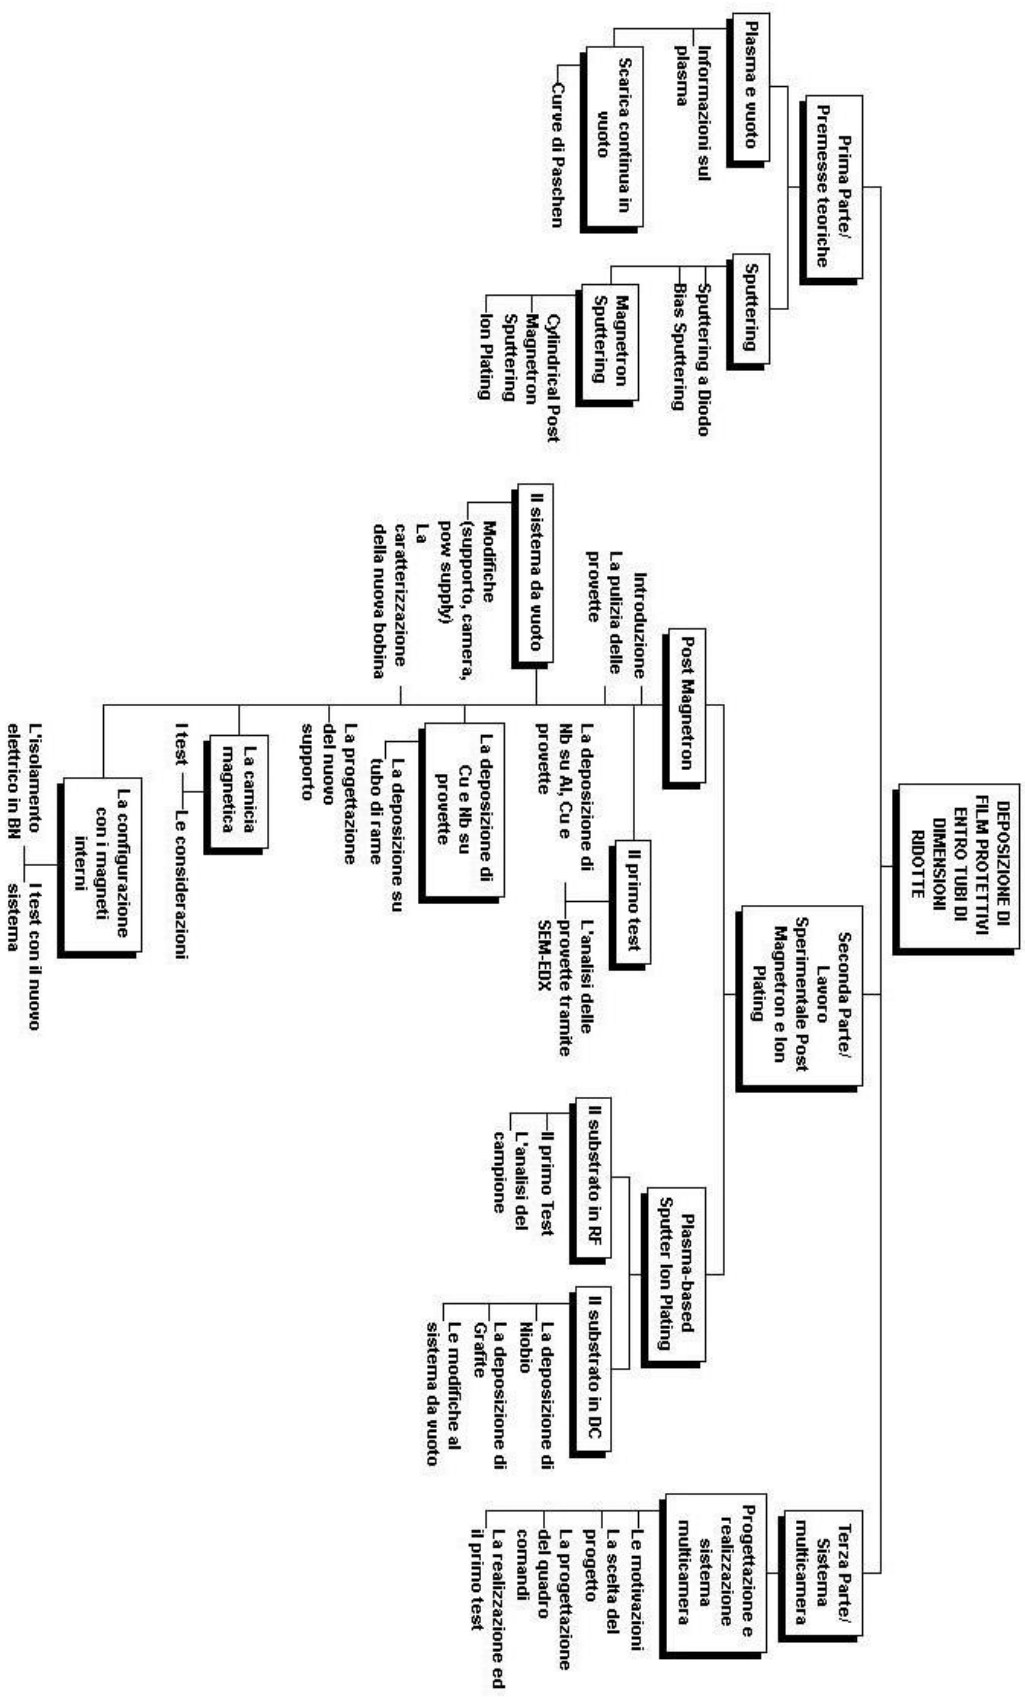 DEPOSIZIONE DI
FILM PROTETTIVI
ENTRO TUBI DI
DIMENSIONI
RIDOTTE
Prima Parte/
Premesse teoriche
Plasma e vuoto
Informazioni sul
plasma
Scarica continua in
vuoto
Curve di Paschen
Sputtering
Sputtering a Diodo
Bias Sputtering
Magnetron
Sputtering
Cylindrical Post
Magnetron
Sputtering
Ion Plating
Seconda Parte/
Lavoro
Sperimentale Post
Magnetron e Ion
Plating
Post Magnetron
Introduzione
La pulizia delle
provette
Il primo test
La deposizione di
Nb su Al, Cu e
provette
L'analisi delle
provette tramite
SEM-EDX
Il sistema da vuoto
Modifiche
(supporto, camera,
pow supply)
La
caratterizzazione
della nuova bobina
La deposizione di
Cu e Nb su
provette
La deposizione su
tubo di rame
La progettazione
del nuovo
supporto
La camicia
magnetica
I test
Le considerazioni
La configurazione
con i magneti
interni
L'isolamento
elettrico in BN
I test con il nuovo
sistema
Plasma-based
Sputter Ion Plating
Il substrato in RF
Il primo Test
L'analisi del
campione
Il substrato in DC
La deposizione di
Niobio
La deposizione di
Grafite
Le modifiche al
sistema da vuoto
Terza Parte/
Sistema
multicamera
Progettazione e
realizzazione
sistema
multicamera
Le motivazioni
La scelta del
progetto
La progettazione
del quadro
comandi
La realizzazione ed
il primo test